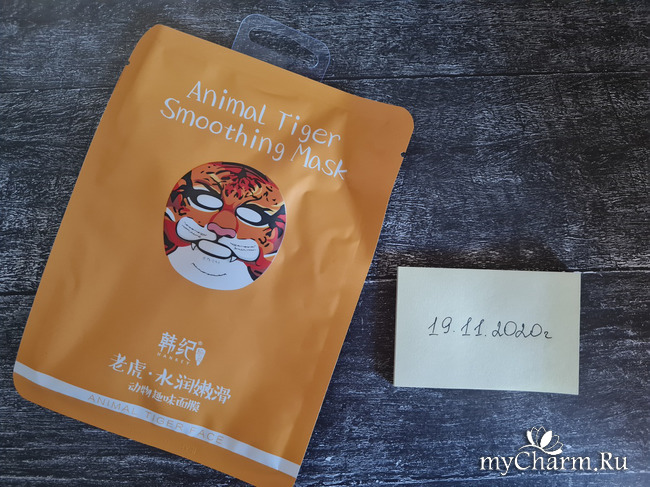 Animal Tiger
Smoothing Mask
韩纪
老虎·水润嫩滑
动物趣味面膜
ANIMAL TIGER FACE
19.11.2020г
myCharm.Ru